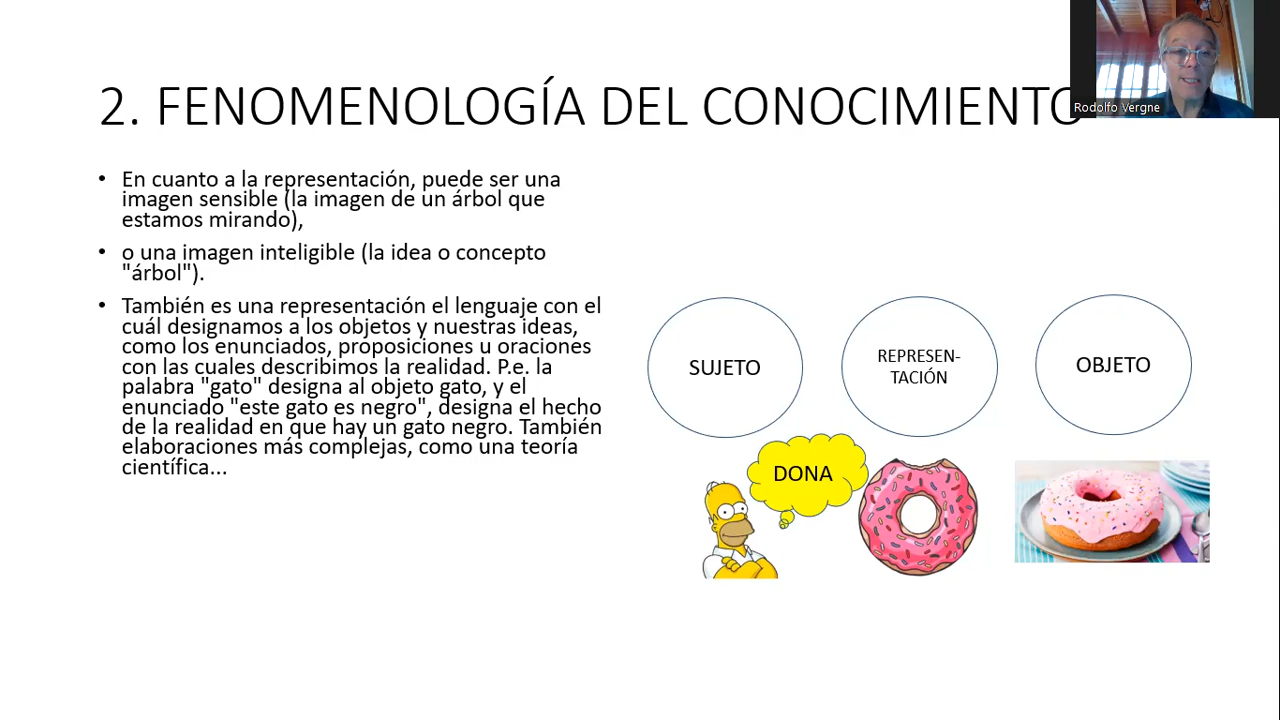 2. FENOMENOLOGÍA DEL CONOCIMIENTO
Rodolfo Vergne
• En cuanto a la representación, puede ser una
imagen sensible (la imagen de un árbol que
estamos mirando),
• o una imagen inteligible (la idea o concepto
"árbol").
• También es una representación el lenguaje con el
cuál designamos a los objetos y nuestras ideas,
como los enunciados, proposiciones u oraciones
con las cuales describimos la realidad. P.e. la
palabra "gato" designa al objeto gato, y el
enunciado "este gato es negro", designa el hecho
de la realidad en que hay un gato negro. También
elaboraciones más complejas, como una teoría
científica...
SUJETO
REPRESEN-
TACIÓN
OBJETO
DONA